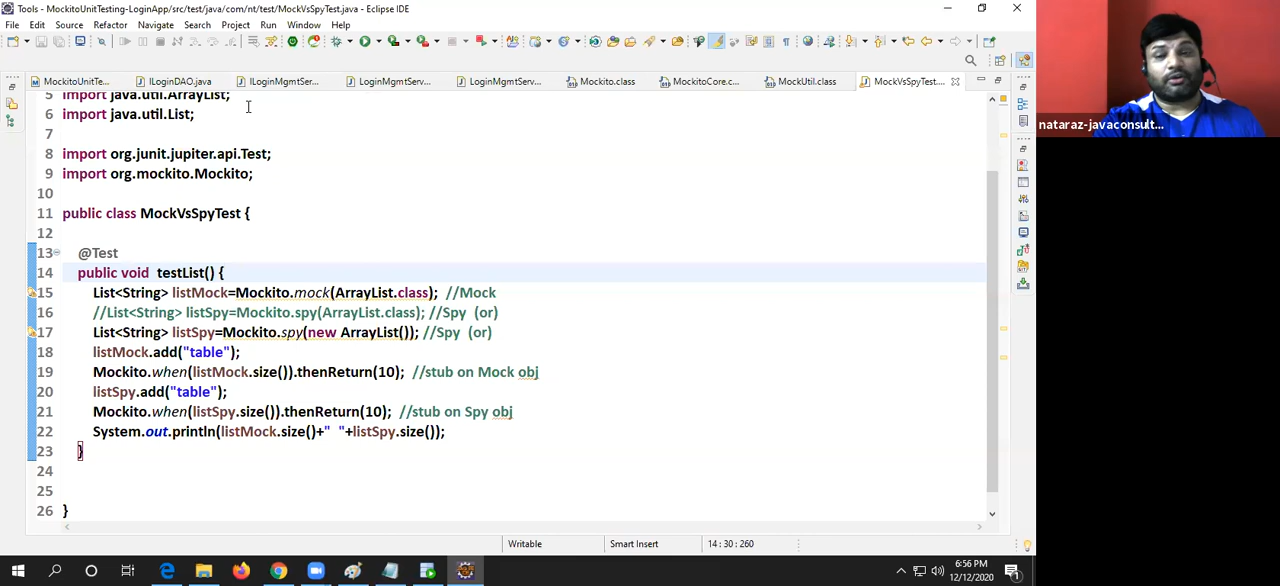 Tools - MockitoUnitTesting-LoginApp/src/test/java/com/nt/test/MockVsSpyTest.java - Eclipse IDE
File Edit Source Refactor Navigate Search Project Run Window Help
MockitoUnitTe... ILoginDAO.java ILoginMgmtSer... LoginMgmtServ... LoginMgmtServ... Mockito.class MockitoCore.c... MockUtil.class MockVsSpyTest....
5 import java.util.ArrayList;
6 import java.util.List;
7
8 import org.junit.jupiter.api.Test;
9 import org.mockito.Mockito;
10
11 public class MockVsSpyTest {
12
13 @Test
14 public void testList() {
15 List<String> listMock=Mockito.mock(ArrayList.class); //Mock
16 //List<String> listSpy=Mockito.spy(ArrayList.class); //Spy (or)
17 List<String> listSpy=Mockito.spy(new ArrayList()); //Spy (or)
18 listMock.add("table");
19 Mockito.when(listMock.size()).thenReturn(10); //stub on Mock obj
20 listSpy.add("table");
21 Mockito.when(listSpy.size()).thenReturn(10); //stub on Spy obj
22 System.out.println(listMock.size()+" "+listSpy.size());
23 }
24
25
26 }
Writable Smart Insert 14 : 30 : 260
6:56 PM
12/12/2020
1
nataraz-javaconsult...